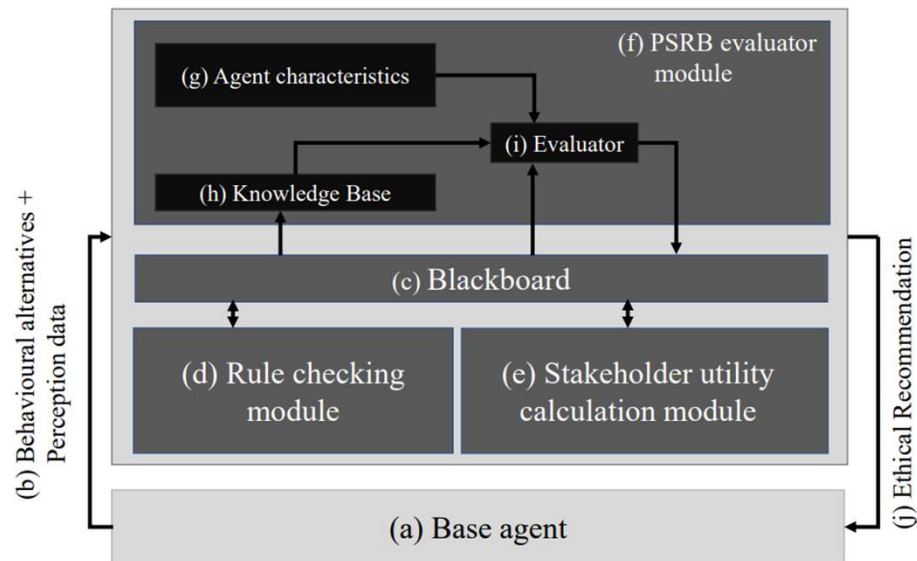 (f) PSRB evaluator
module
(g) Agent characteristics
(i) Evaluator
(h) Knowledge Base
(c) Blackboard
(d) Rule checking
module
(e) Stakeholder utility
calculation module
(b) Behavioural alternatives +
Perception data
(j) Ethical Recommendation
(a) Base agent